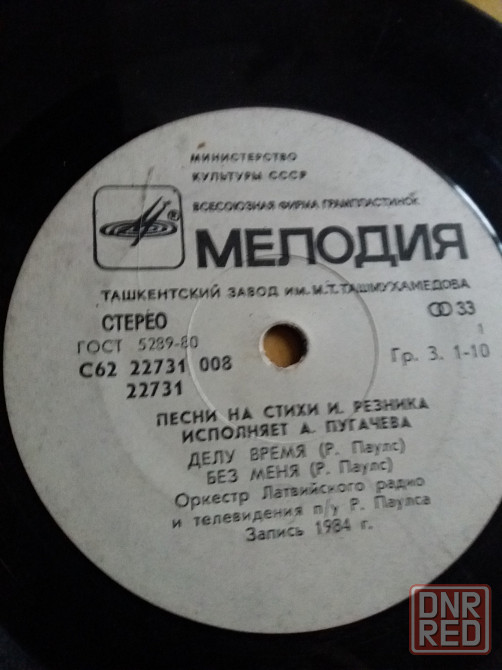 МИНИСТЕРСТВО
КУЛЬТУРЫ СССР
ВСЕСОЮЗНАЯ ФИРМА ГРАМПЛАСТИНОК
®
МЕЛОДИЯ
ТАШКЕНТСКИЙ ЗАВОД ИМ. М.Т. ТАШМУХАМЕДОВА
СТЕРЕО
33
ГОСТ 5289-80
1
С62 22731 008
Гр. 3. 1-10
22731
ПЕСНИ НА СТИХИ И. РЕЗНИКА
ИСПОЛНЯЕТ А. ПУГАЧЕВА
ДЕЛУ ВРЕМЯ (Р. Паулс)
БЕЗ МЕНЯ (Р. Паулс)
Оркестр Латвийского радио
и телевидения п/у Р. Паулса
Запись 1984 г.
DNR
RED